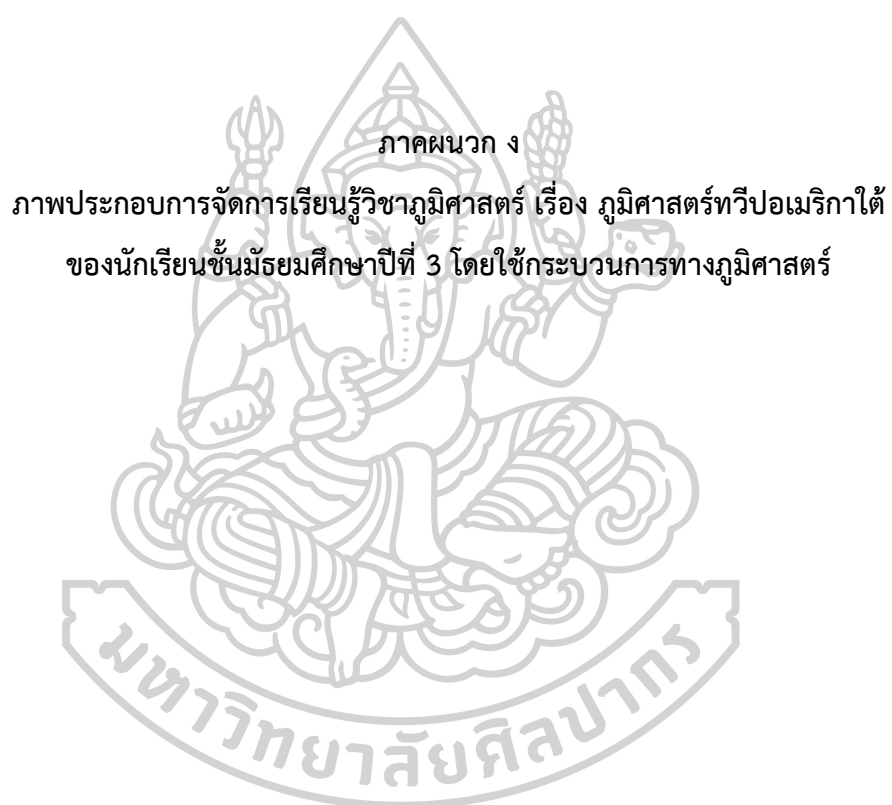 ภาคผนวก ง
ภาพประกอบการจัดการเรียนรู้วิชาภูมิศาสตร์ เรื่อง ภูมิศาสตร์ทวีปอเมริกาใต้
ของนักเรียนชั้นมัธยมศึกษาปีที่ 3 โดยใช้กระบวนการทางภูมิศาสตร์
มหาวิทยาลัยศิลปากร